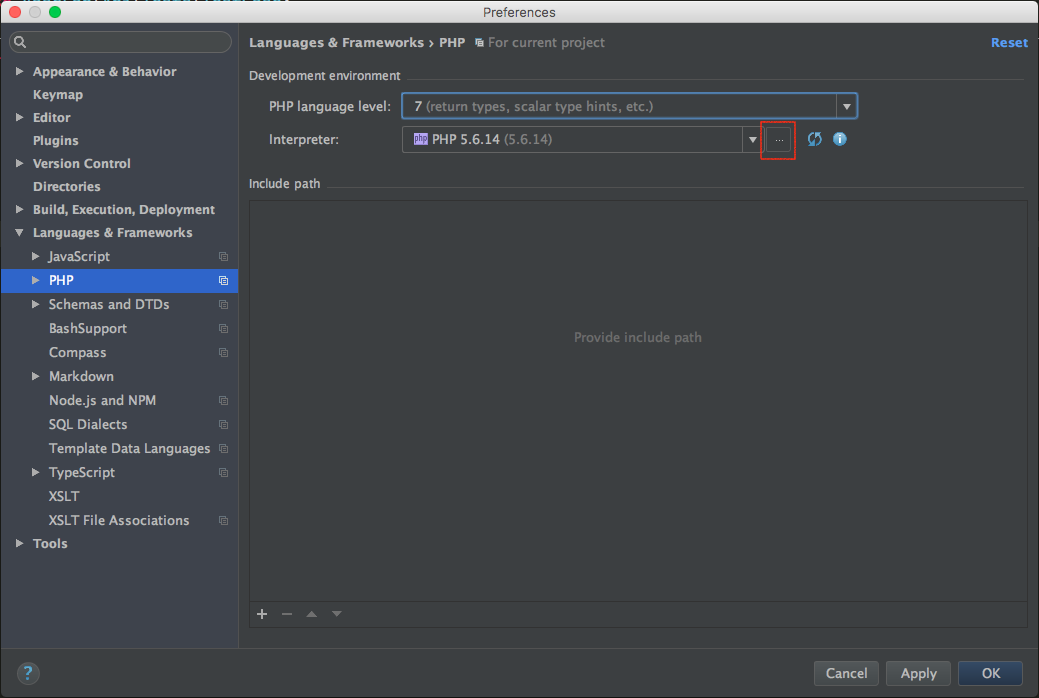 Preferences
Languages & Frameworks › PHP For current project Reset
Appearance & Behavior
Keymap
Editor
Plugins
Version Control
Directories
Build, Execution, Deployment
Languages & Frameworks
JavaScript
PHP
Schemas and DTDs
BashSupport
Compass
Markdown
Node.js and NPM
SQL Dialects
Template Data Languages
TypeScript
XSLT
XSLT File Associations
Tools
Development environment
PHP language level: 7 (return types, scalar type hints, etc.)
Interpreter: php PHP 5.6.14 (5.6.14) ...
Include path
Provide include path
? Cancel Apply OK